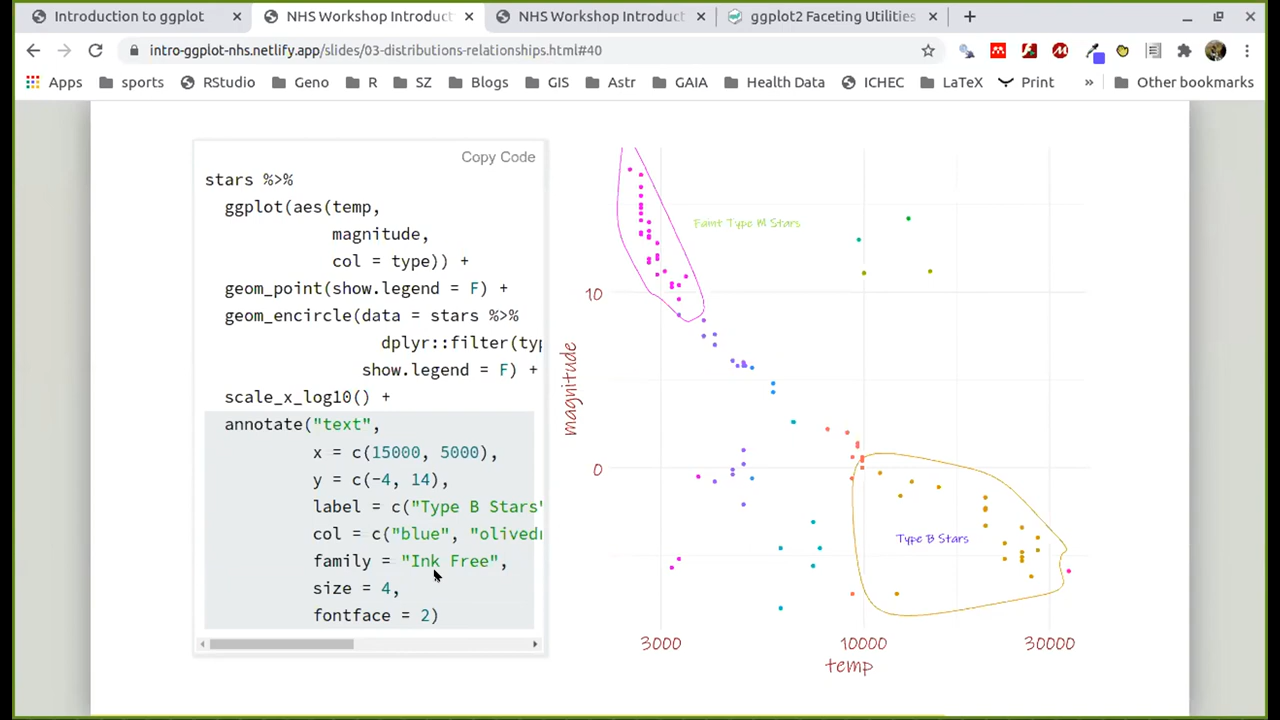 Introduction to ggplot
NHS Workshop Introduct
NHS Workshop Introduct
ggplot2 Faceting Utilities
intro-ggplot-nhs.netlify.app/slides/03-distributions-relationships.html#40
Apps
sports
RStudio
Geno
R
SZ
Blogs
GIS
Astr
GAIA
Health Data
ICHEC
LaTeX
Print
»
Other bookmarks
Copy Code
stars %>%
ggplot(aes(temp,
magnitude,
col = type)) +
geom_point(show.legend = F) +
geom_encircle(data = stars %>%
dplyr::filter(typ
show.legend = F) +
scale_x_log10() +
annotate("text",
x = c(15000, 5000),
y = c(-4, 14),
label = c("Type B Stars"
col = c("blue", "olivedr
family = "Ink Free",
size = 4,
fontface = 2)
magnitude
10
0
Faint Type M Stars
Type B Stars
3000
10000
30000
temp